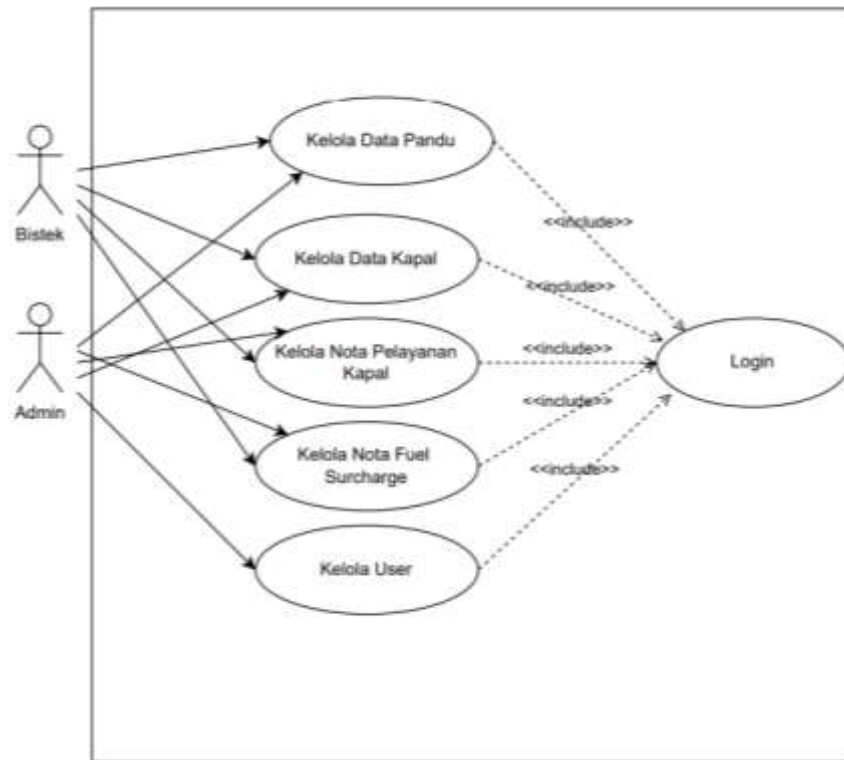 Kelola Data Pandu
<<include>>
Bistek
Kelola Data Kapal
<<include>>
Kelola Nota Pelayanan
Kapal
<<include>>
Login
Admin
<<include>>
Kelola Nota Fuel
Surcharge
<<include>>
Kelola User